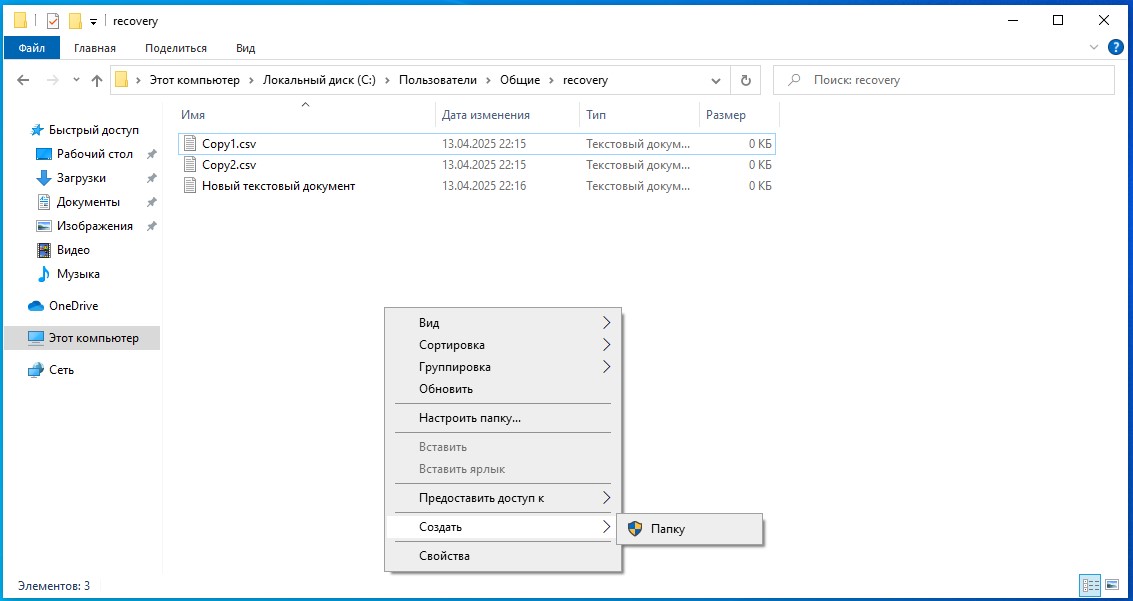 recovery
Файл Главная Поделиться Вид
Этот компьютер Локальный диск (C:) Пользователи Общие recovery
Поиск: recovery
Имя Дата изменения Тип Размер
Быстрый доступ
Рабочий стол
Загрузки
Документы
Изображения
Видео
Музыка
OneDrive
Этот компьютер
Сеть
Copy1.csv 13.04.2025 22:15 Текстовый докум... 0 КБ
Copy2.csv 13.04.2025 22:15 Текстовый докум... 0 КБ
Новый текстовый документ 13.04.2025 22:16 Текстовый докум... 0 КБ
Вид
Сортировка
Группировка
Обновить
Настроить папку...
Вставить
Вставить ярлык
Предоставить доступ к
Создать
Папку
Свойства
Элементов: 3